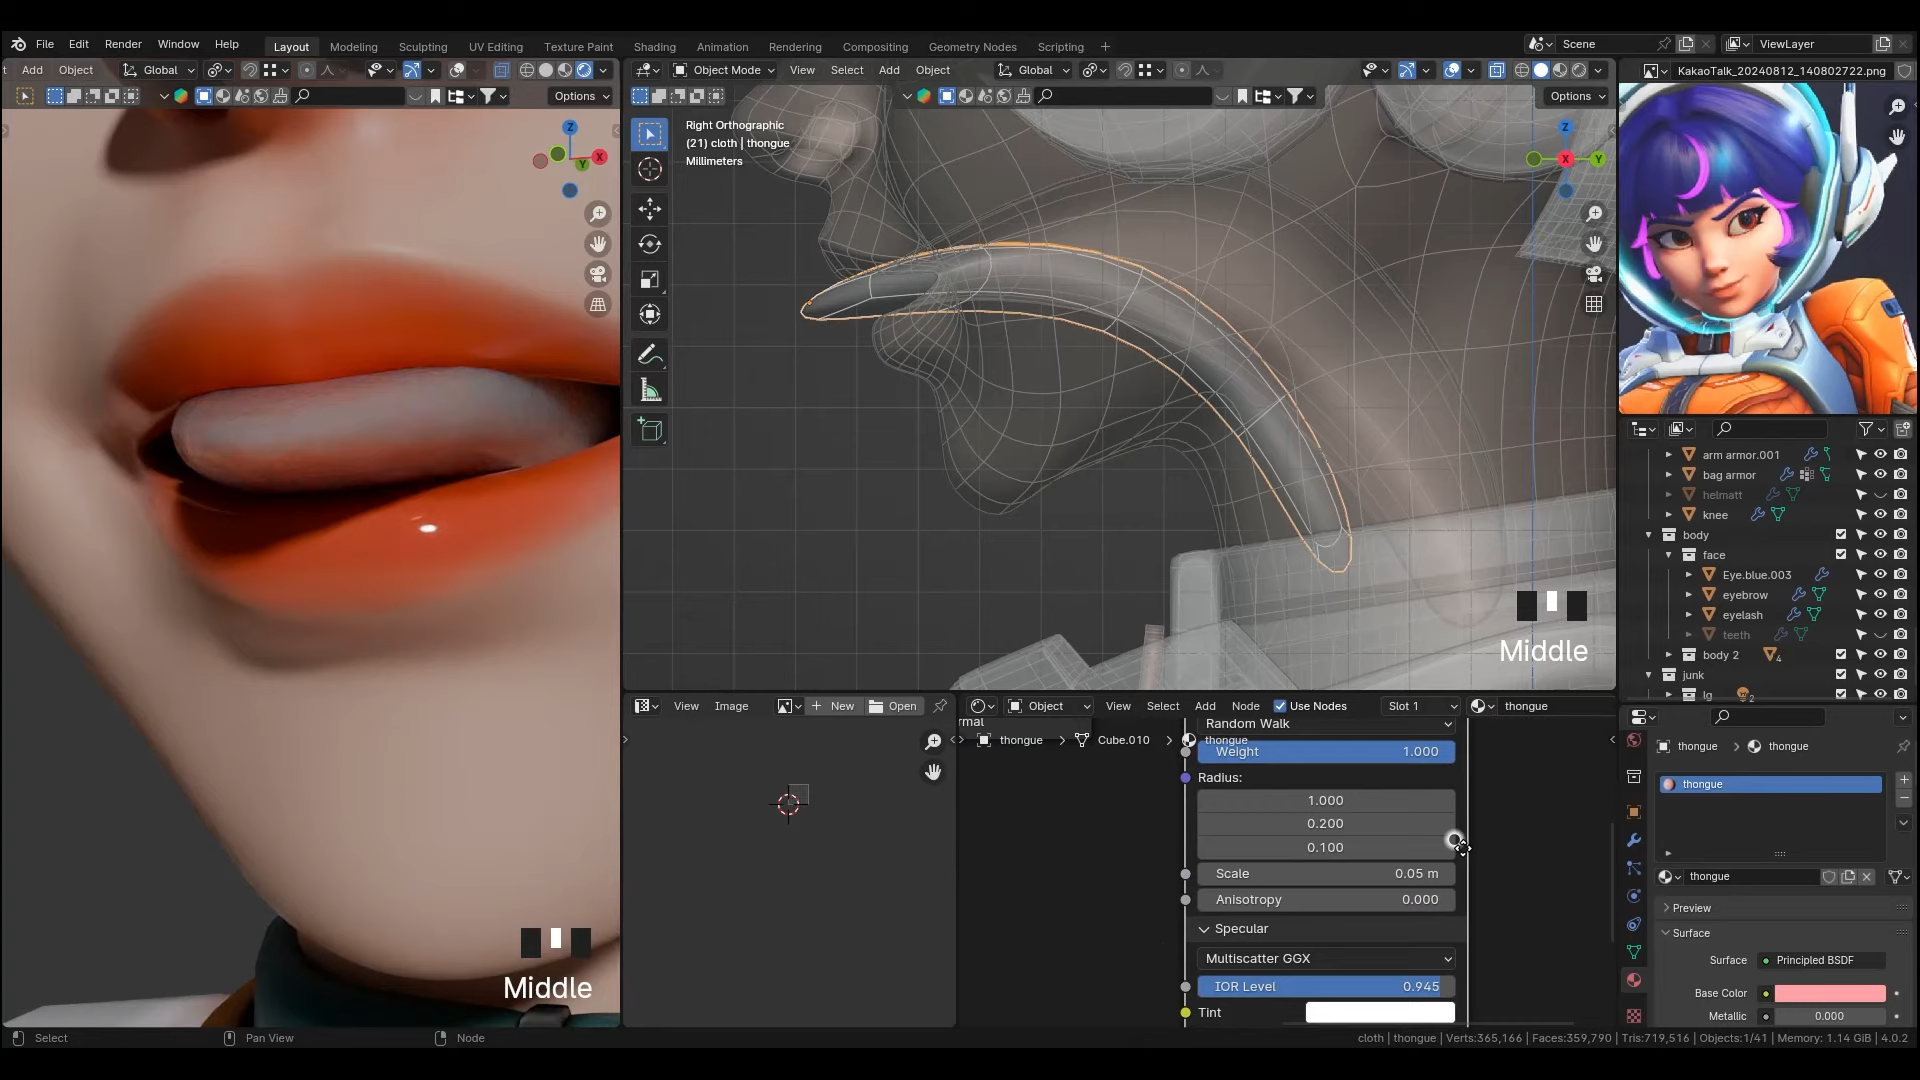 File Edit Render Window Help Layout Modeling Sculpting UV Editing Texture Paint Shading Animation Rendering Compositing Geometry Nodes Scripting + Scene ViewLayer
t Add Object Global
Object Mode View Select Add Object Global
KakaoTalk_20240812_140802722.png
Options
Options
Right Orthographic
(21) cloth | thongue
Millimeters
Z
X
Y
Z
X
Y
Middle
Middle
arm armor.001
bag armor
helmatt
knee
body
face
Eye.blue.003
eyebrow
eyelash
teeth
body 2
4
junk
lg
2
View Image New Open
Object View Select Add Node Use Nodes Slot 1 thongue
rmal
thongue > Cube.010 > thongue
Random Walk
Weight 1.000
Radius:
1.000
0.200
0.100
Scale 0.05 m
Anisotropy 0.000
Specular
Multiscatter GGX
IOR Level 0.945
Tint
thongue > thongue
thongue
thongue
Preview
Surface
Surface Principled BSDF
Base Color
Metallic 0.000
Select Pan View Node
cloth | thongue | Verts:365,166 | Faces:359,790 | Tris:719,516 | Objects:1/41 | Memory: 1.14 GiB | 4.0.2